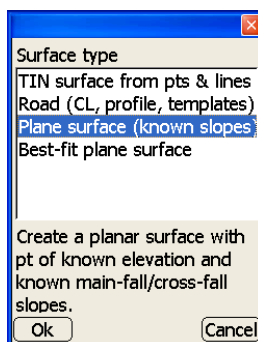 Surface type
TIN surface from pts & lines
Road (CL, profile, templates)
Plane surface (known slopes)
Best-fit plane surface
Create a planar surface with
pt of known elevation and
known main-fall/cross-fall
slopes.
Ok Cancel